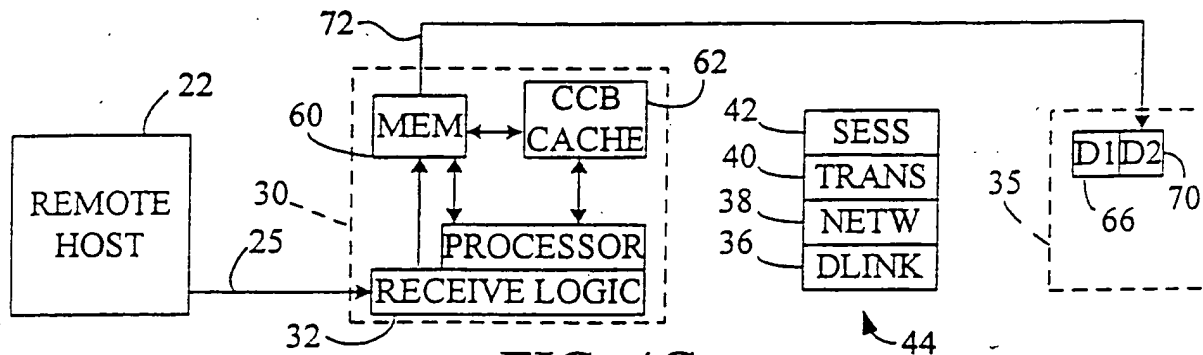 72
22
REMOTE
HOST
25
30
60
MEM
CCB
CACHE
62
PROCESSOR
RECEIVE LOGIC
32
42
SESS
40
TRANS
38
NETW
36
DLINK
44
35
D1
D2
66
70